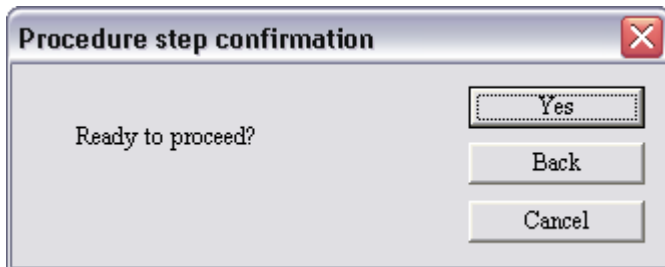 Procedure step confirmation
Ready to proceed?
Yes
Back
Cancel